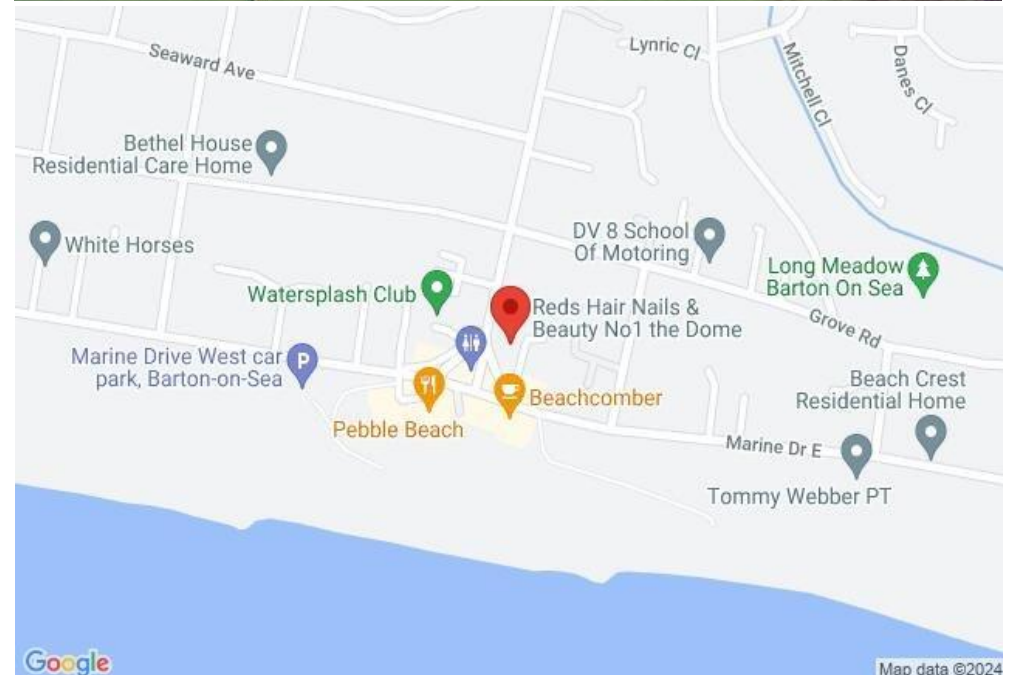 Seaward Ave
Lynric Cl
Mitchell Cl
Danes Cl
Bethel House
Residential Care Home
White Horses
DV 8 School
Of Motoring
Long Meadow
Barton On Sea
Watersplash Club
Reds Hair Nails &
Beauty No1 the Dome
Grove Rd
Marine Drive West car
park, Barton-on-Sea
P
Beach Crest
Residential Home
Beachcomber
Pebble Beach
Marine Dr E
Tommy Webber PT
Google
Map data ©2024